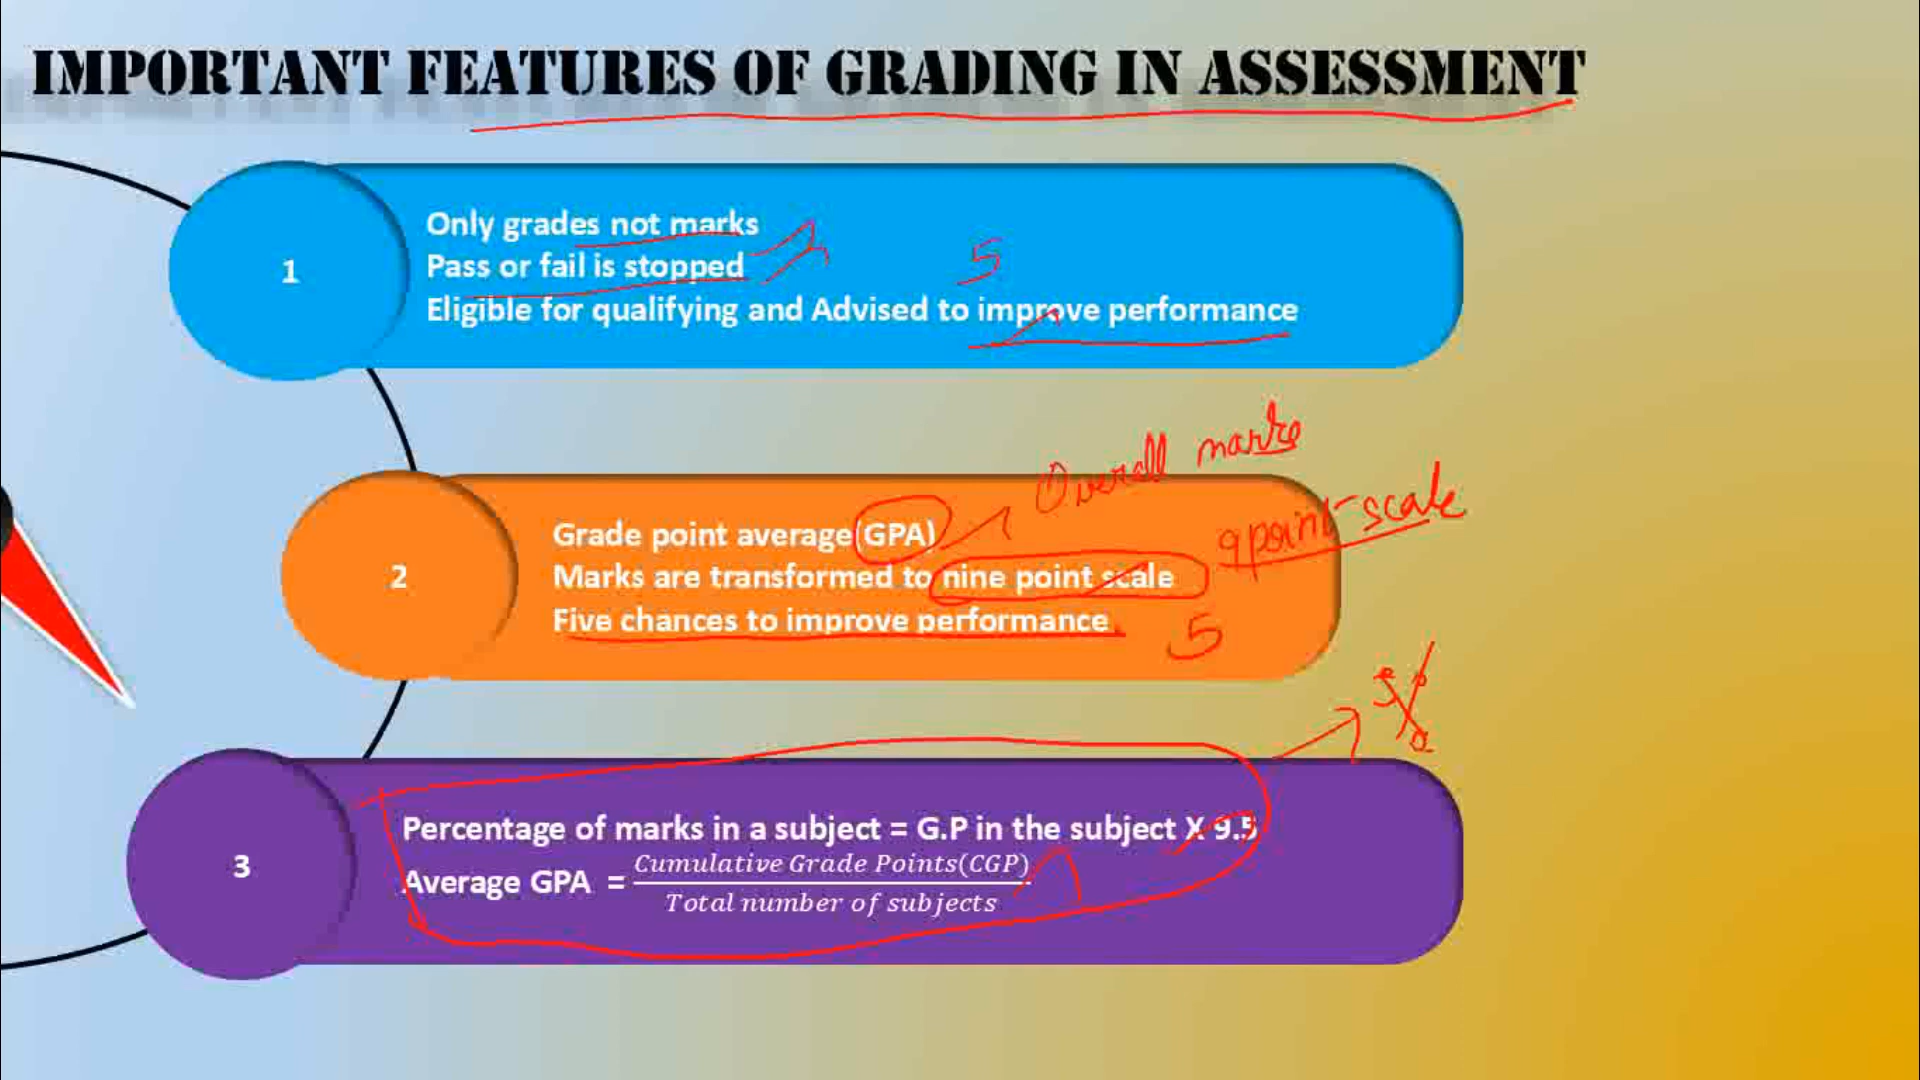 IMPORTANT FEATURES OF GRADING IN ASSESSMENT
1
Only grades not marks
Pass or fail is stopped
5
Eligible for qualifying and Advised to improve performance
Overall marks
2
Grade point average(GPA)
9 point-scale
Marks are transformed to nine point scale
Five chances to improve performance
5
3
Percentage of marks in a subject = G.P in the subject X 9.5
Average GPA = Cumulative Grade Points(CGP)
Total number of subjects